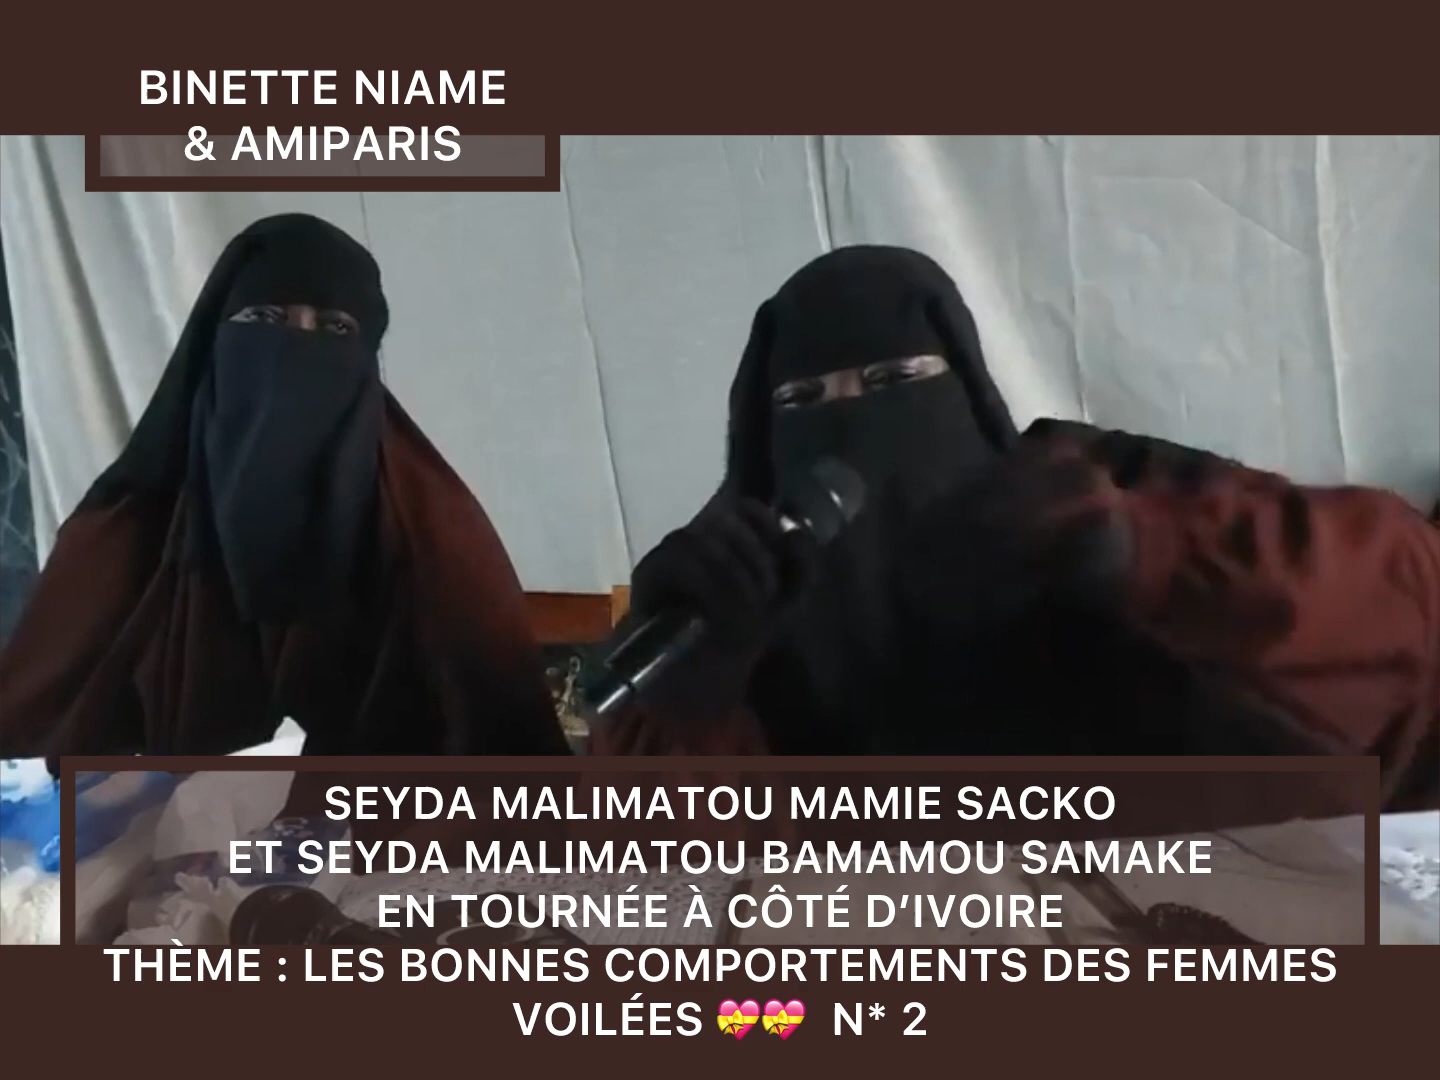 BINETTE NIAME
& AMIPARIS
SEYDA MALIMATOU MAMIE SACKO
ET SEYDA MALIMATOU BAMAMOU SAMAKE
EN TOURNÉE À CÔTÉ D’IVOIRE
THÈME : LES BONNES COMPORTEMENTS DES FEMMES
VOILÉES 💝💝 N* 2